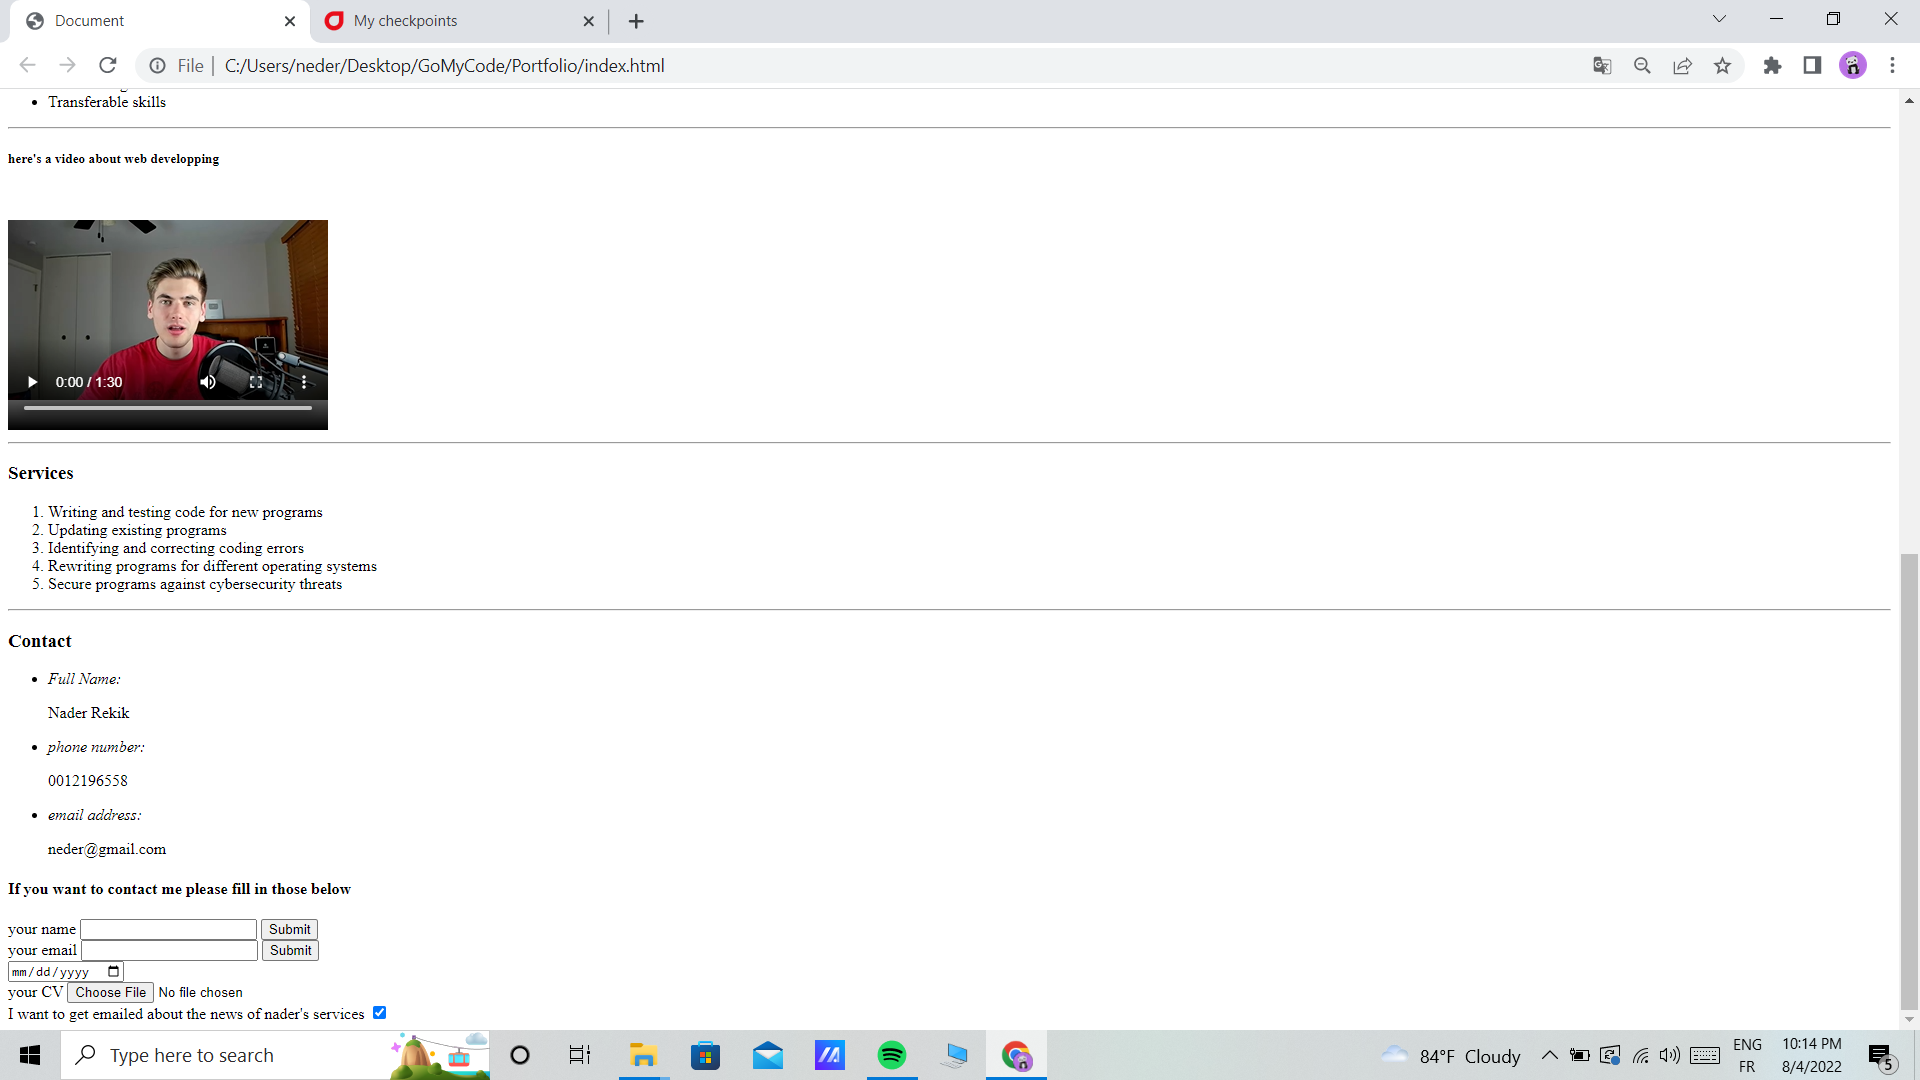 Document
My checkpoints
File
C:/Users/neder/Desktop/GoMyCode/Portfolio/index.html
Transferable skills
here's a video about web developping
0:00 / 1:30
Services
1. Writing and testing code for new programs
2. Updating existing programs
3. Identifying and correcting coding errors
4. Rewriting programs for different operating systems
5. Secure programs against cybersecurity threats
Contact
Full Name:
Nader Rekik
phone number:
0012196558
email address:
neder@gmail.com
If you want to contact me please fill in those below
your name Submit
your email Submit
mm/dd/yyyy
your CV Choose File No file chosen
I want to get emailed about the news of nader's services
Type here to search
84°F Cloudy
ENG
FR
10:14 PM
8/4/2022
5